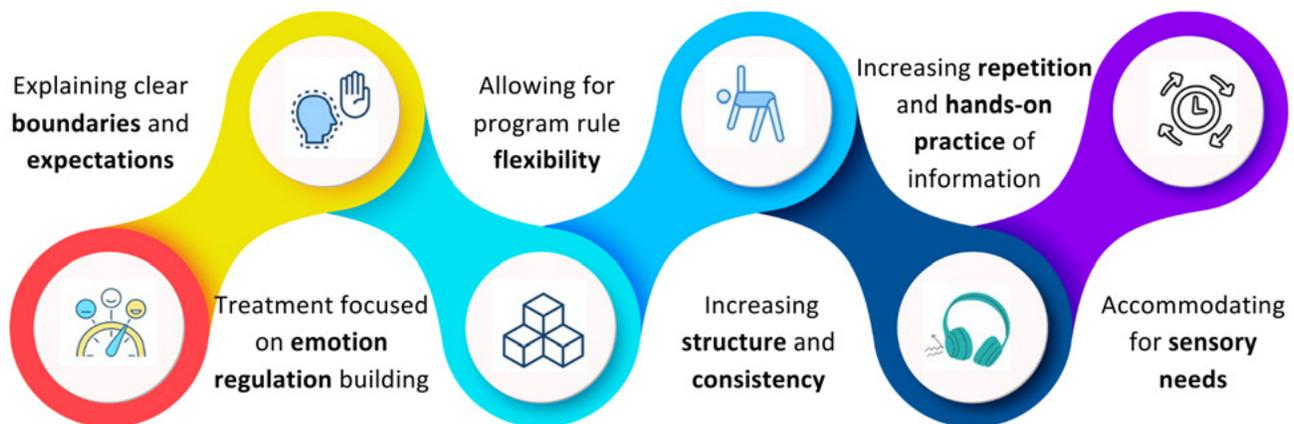 Explaining clear
boundaries and
expectations
Treatment focused
on emotion
regulation building
Allowing for
program rule
flexibility
Increasing
structure and
consistency
Increasing repetition
and hands-on
practice of
information
Accommodating
for sensory
needs